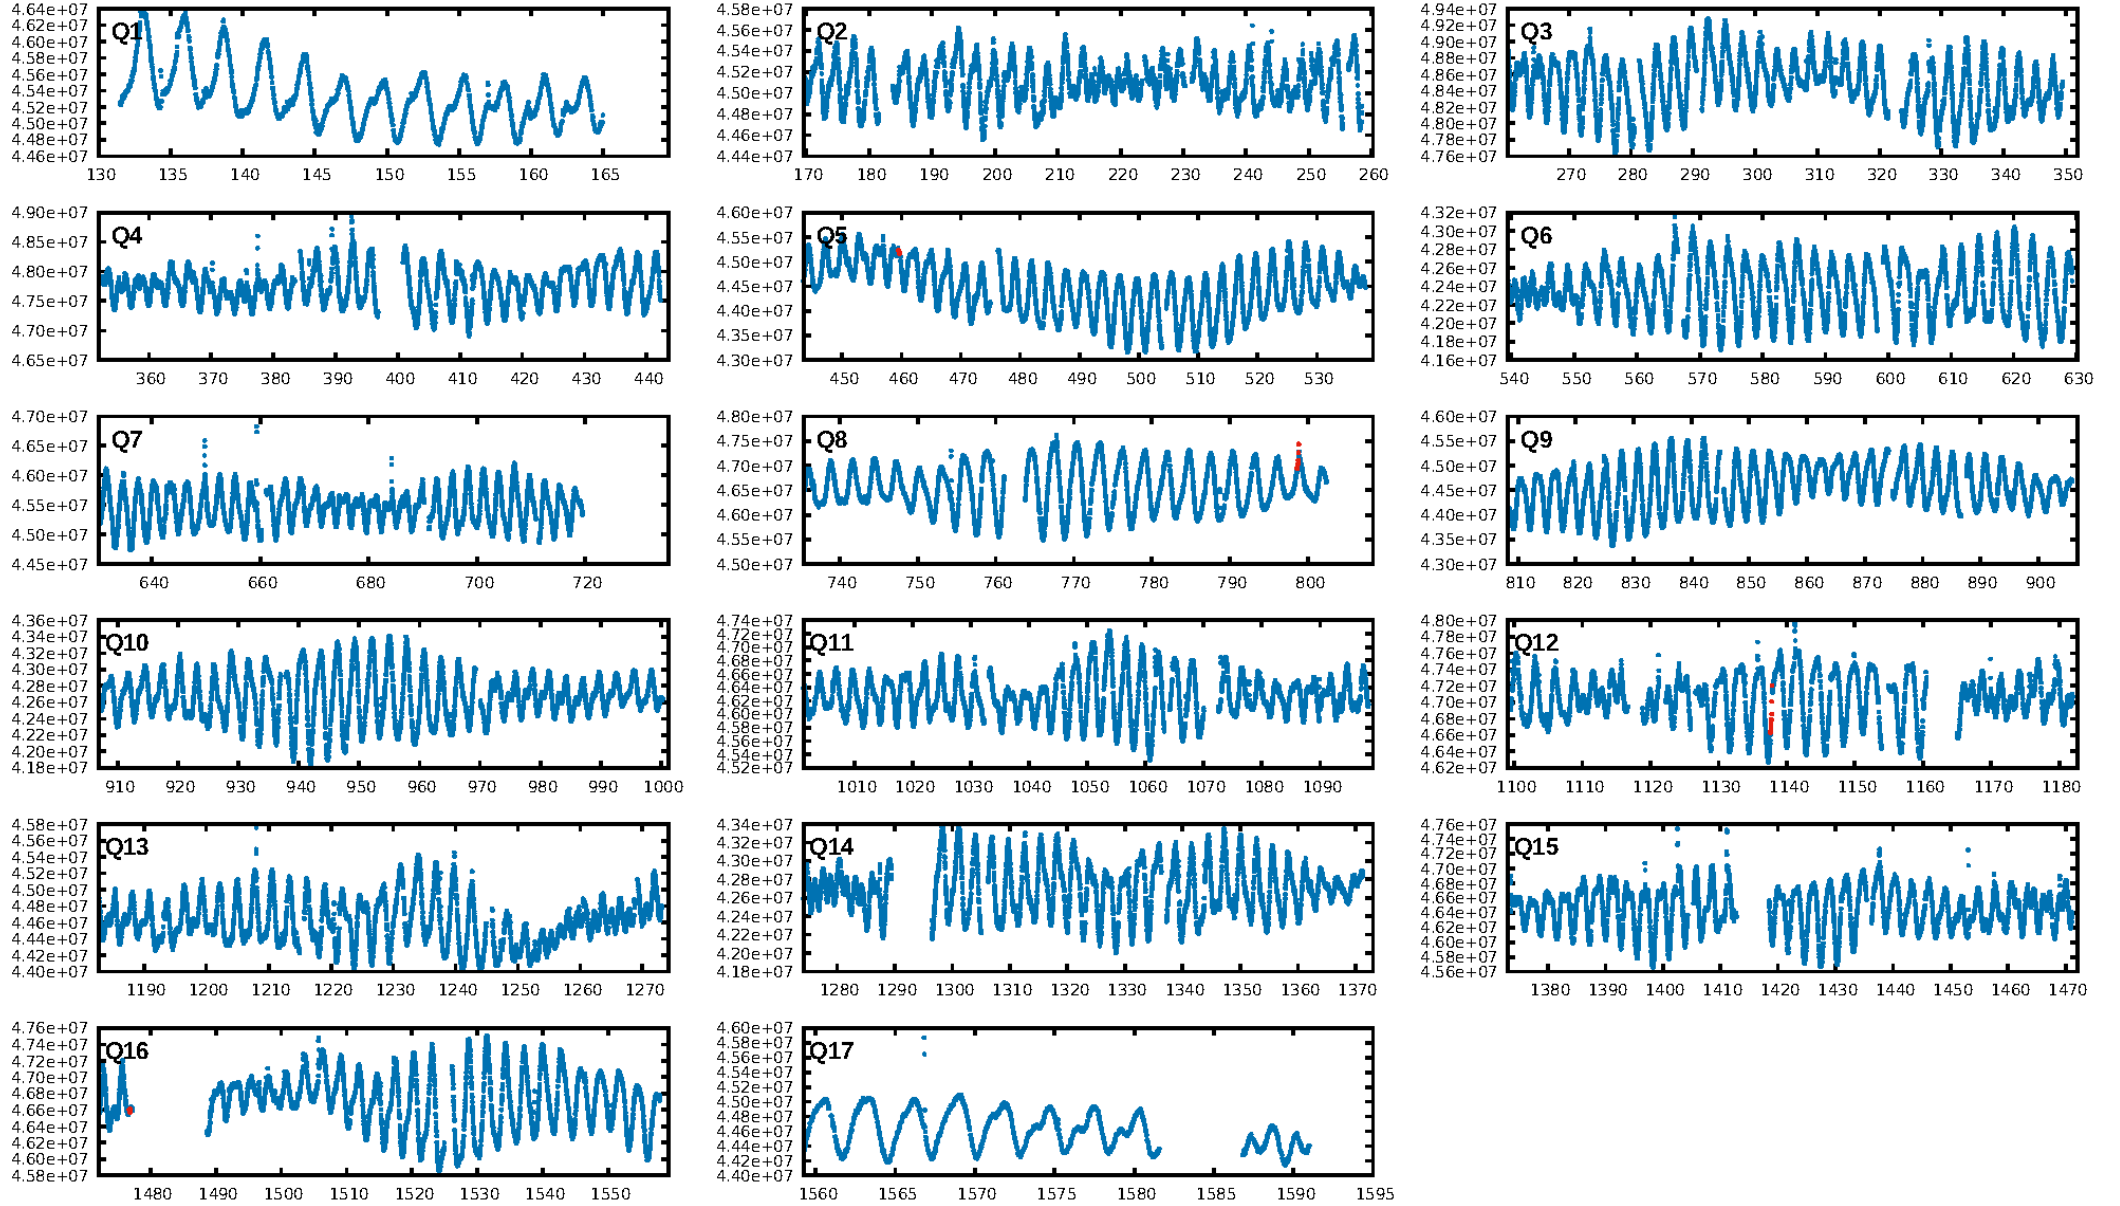 4.64e+07
4.62e+07
4.60e+07
4.58e+07
4.56e+07
4.54e+07
4.52e+07
4.50e+07
4.48e+07
4.46e+07
Q1
130 135 140 145 150 155 160 165
4.58e+07
4.56e+07
4.54e+07
4.52e+07
4.50e+07
4.48e+07
4.46e+07
4.44e+07
Q2
170 180 190 200 210 220 230 240 250 260
4.94e+07
4.92e+07
4.90e+07
4.88e+07
4.86e+07
4.84e+07
4.82e+07
4.80e+07
4.78e+07
4.76e+07
Q3
270 280 290 300 310 320 330 340 350
4.90e+07
4.85e+07
4.80e+07
4.75e+07
4.70e+07
4.65e+07
Q4
360 370 380 390 400 410 420 430 440
4.60e+07
4.55e+07
4.50e+07
4.45e+07
4.40e+07
4.35e+07
4.30e+07
Q5
450 460 470 480 490 500 510 520 530
4.32e+07
4.30e+07
4.28e+07
4.26e+07
4.24e+07
4.22e+07
4.20e+07
4.18e+07
4.16e+07
Q6
540 550 560 570 580 590 600 610 620 630
4.70e+07
4.65e+07
4.60e+07
4.55e+07
4.50e+07
4.45e+07
Q7
640 660 680 700 720
4.80e+07
4.75e+07
4.70e+07
4.65e+07
4.60e+07
4.55e+07
4.50e+07
Q8
740 750 760 770 780 790 800
4.60e+07
4.55e+07
4.50e+07
4.45e+07
4.40e+07
4.35e+07
4.30e+07
Q9
810 820 830 840 850 860 870 880 890 900
4.36e+07
4.34e+07
4.32e+07
4.30e+07
4.28e+07
4.26e+07
4.24e+07
4.22e+07
4.20e+07
4.18e+07
Q10
910 920 930 940 950 960 970 980 990 1000
4.74e+07
4.72e+07
4.70e+07
4.68e+07
4.66e+07
4.64e+07
4.62e+07
4.60e+07
4.58e+07
4.56e+07
4.54e+07
4.52e+07
Q11
1010 1020 1030 1040 1050 1060 1070 1080 1090
4.80e+07
4.78e+07
4.76e+07
4.74e+07
4.72e+07
4.70e+07
4.68e+07
4.66e+07
4.64e+07
4.62e+07
Q12
1100 1110 1120 1130 1140 1150 1160 1170 1180
4.58e+07
4.56e+07
4.54e+07
4.52e+07
4.50e+07
4.48e+07
4.46e+07
4.44e+07
4.42e+07
4.40e+07
Q13
1190 1200 1210 1220 1230 1240 1250 1260 1270
4.34e+07
4.32e+07
4.30e+07
4.28e+07
4.26e+07
4.24e+07
4.22e+07
4.20e+07
4.18e+07
Q14
1280 1290 1300 1310 1320 1330 1340 1350 1360 1370
4.76e+07
4.74e+07
4.72e+07
4.70e+07
4.68e+07
4.66e+07
4.64e+07
4.62e+07
4.60e+07
4.58e+07
4.56e+07
Q15
1380 1390 1400 1410 1420 1430 1440 1450 1460 1470
4.76e+07
4.74e+07
4.72e+07
4.70e+07
4.68e+07
4.66e+07
4.64e+07
4.62e+07
4.60e+07
4.58e+07
Q16
1480 1490 1500 1510 1520 1530 1540 1550
4.60e+07
4.58e+07
4.56e+07
4.54e+07
4.52e+07
4.50e+07
4.48e+07
4.46e+07
4.44e+07
4.42e+07
4.40e+07
Q17
1560 1565 1570 1575 1580 1585 1590 1595